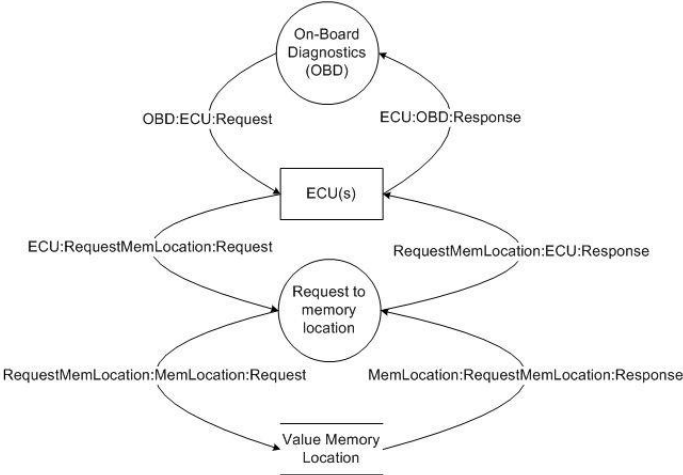 On-Board
Diagnostics
(OBD)
OBD:ECU:Request
ECU:OBD:Response
ECU(s)
ECU:RequestMemLocation:Request
RequestMemLocation:ECU:Response
Request to
memory
location
RequestMemLocation:MemLocation:Request
MemLocation:RequestMemLocation:Response
Value Memory
Location